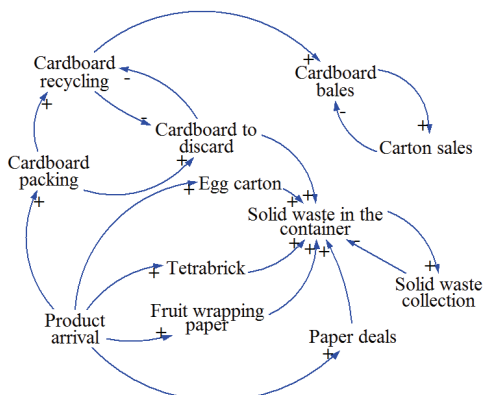 Cardboard
recycling
Cardboard
bales
+
+
-
-
+
-
Cardboard to
discard
+
Carton sales
Cardboard
packing
+
+
Egg carton
+
+
+
Solid waste in the
container
-
+
+
+
+
Tetrabrick
+
Solid waste
collection
Fruit wrapping
paper
+
Product
arrival
Paper deals
+